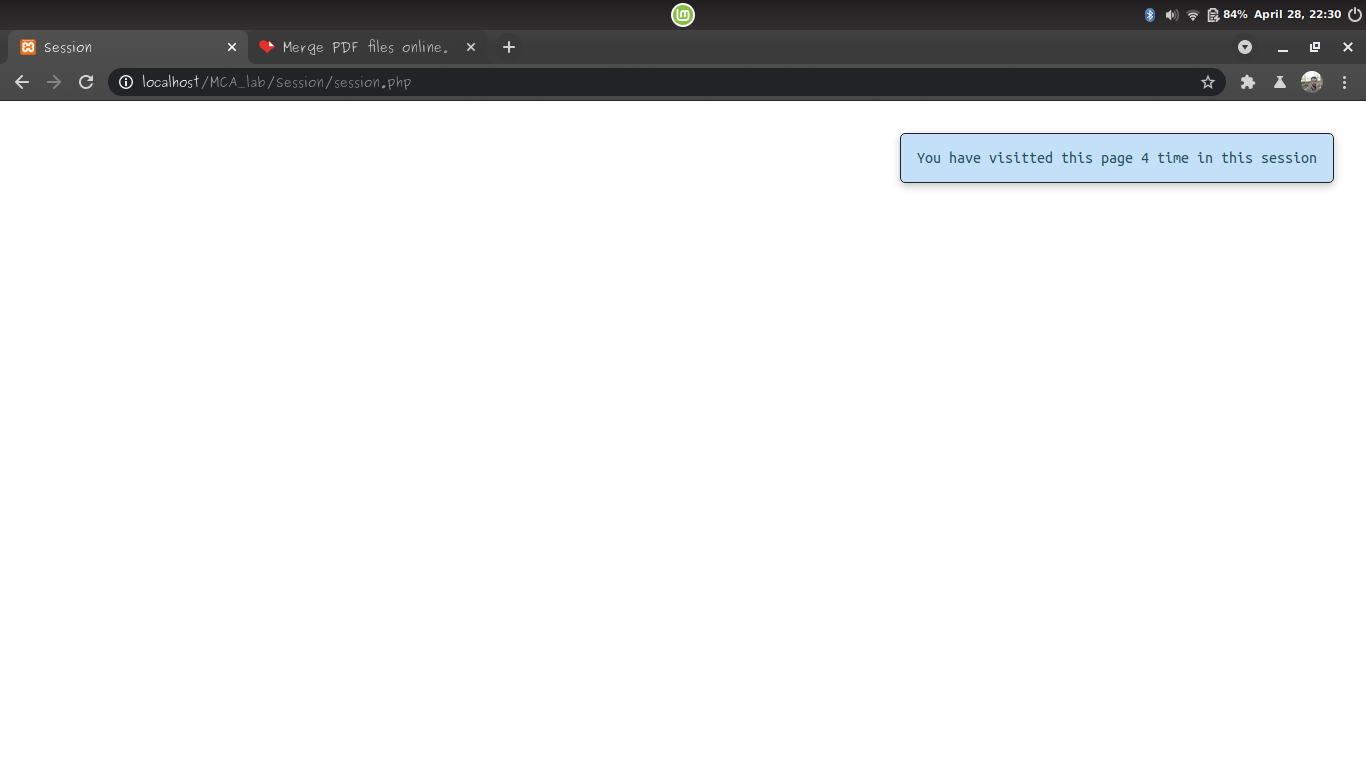 84% April 28, 22:30
Session
Merge PDF files online.
localhost/MCA_lab/Session/session.php
You have visitted this page 4 time in this session